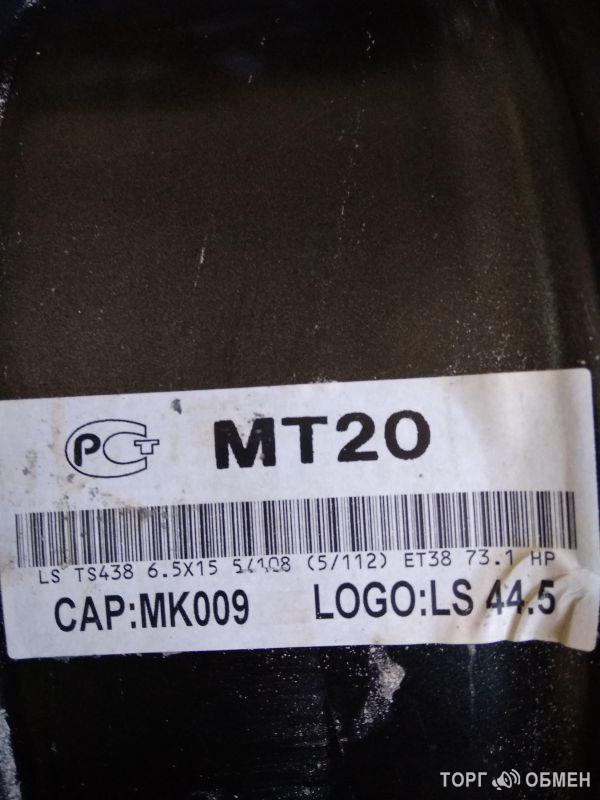 РСТ MT20
LS TS438 6.5X15 5/108 (5/112) ET38 73.1 HP
CAP:MK009 LOGO:LS 44.5
ТОРГ ОБМЕН